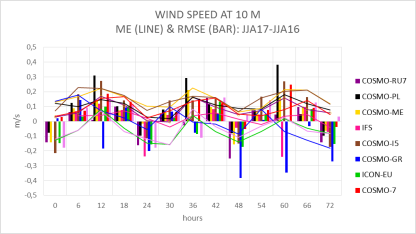 WIND SPEED AT 10 M
ME (LINE) & RMSE (BAR): JJA17-JJA16
0,5
0,4
0,3
0,2
0,1
0
-0,1
-0,2
-0,3
-0,4
-0,5
m/s
0 6 12 18 24 30 36 42 48 54 60 66 72
hours
COSMO-RU7
COSMO-PL
COSMO-ME
IFS
COSMO-I5
COSMO-GR
ICON-EU
COSMO-7